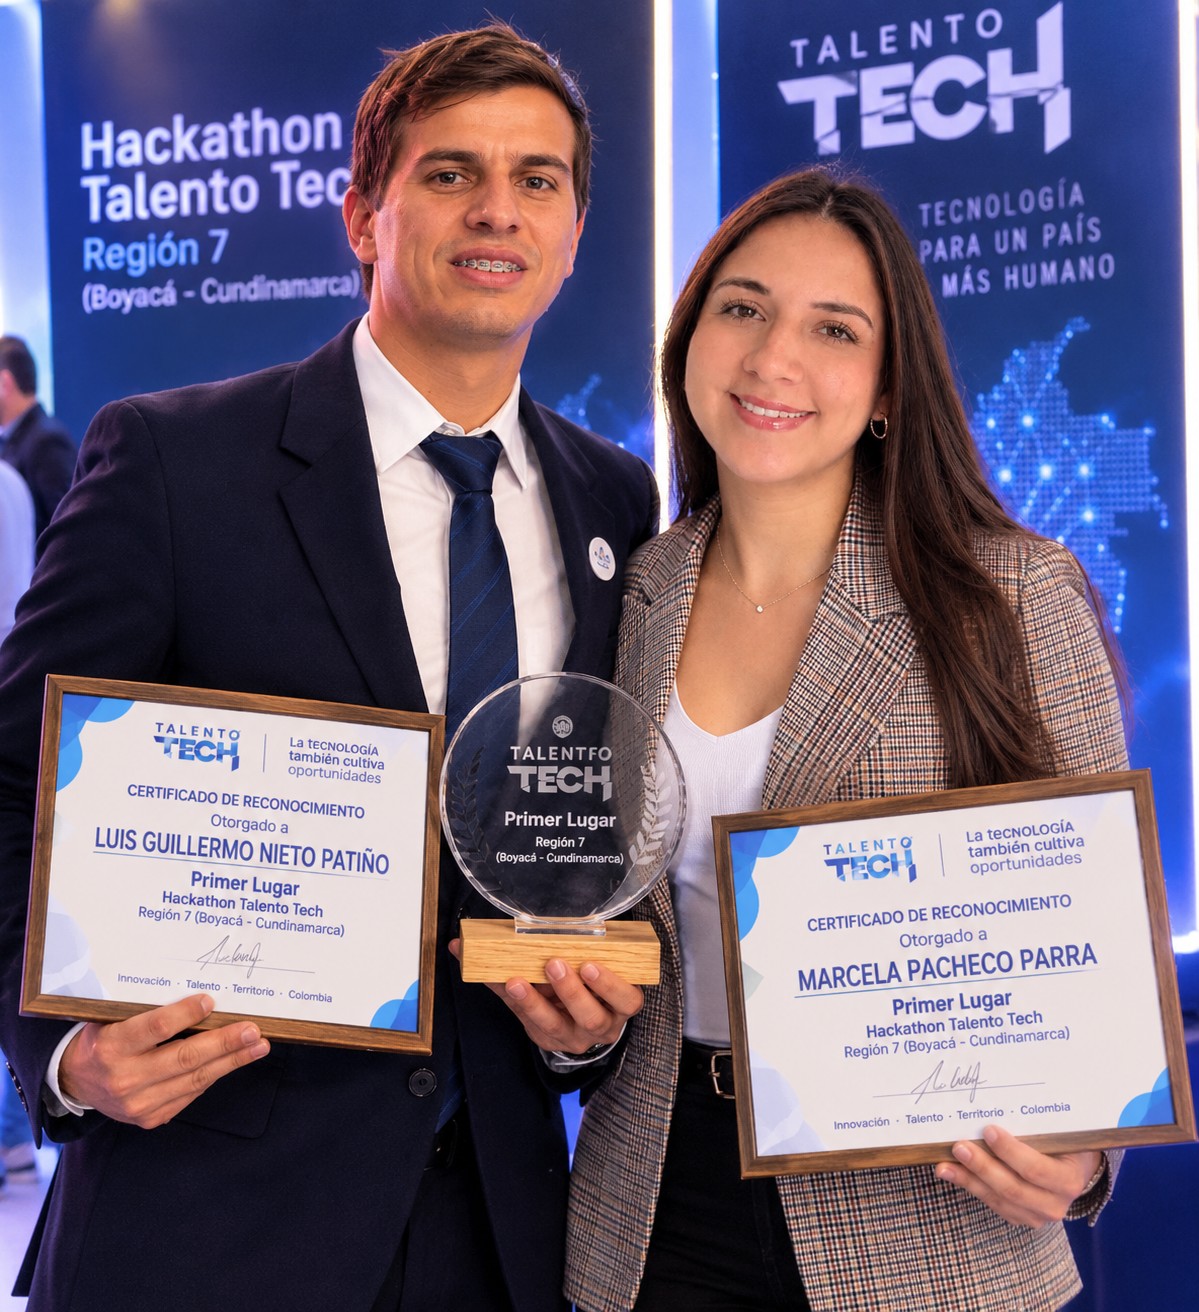 Hackathon
Talento Tec
Región 7
(Boyacá - Cundinamarca)
TALENTO
TECH
TECNOLOGÍA
PARA UN PAÍS
MÁS HUMANO
TALENTO
TECH
La tECNOLOGÍA
también cultiva
oportunidades
CERTIFICADO DE RECONOCIMIENTO
Otorgado a
LUIS GUILLERMO NIETO PATIÑO
Primer Lugar
Hackathon Talento Tech
Región 7 (Boyacá - Cundinamarca)
Innovación · Talento · Territorio · Colombia
TALENTFO
TECH
Primer Lugar
Región 7
(Boyacá - Cundinamarca)
TALENTO
TECH
La tECNOLOGÍA
también cultiva
oportunidades
CERTIFICADO DE RECONOCIMIENTO
Otorgado a
MARCELA PACHECO PARRA
Primer Lugar
Hackathon Talento Tech
Región 7 (Boyacá - Cundinamarca)
Innovación · Talento · Territorio · Colombia